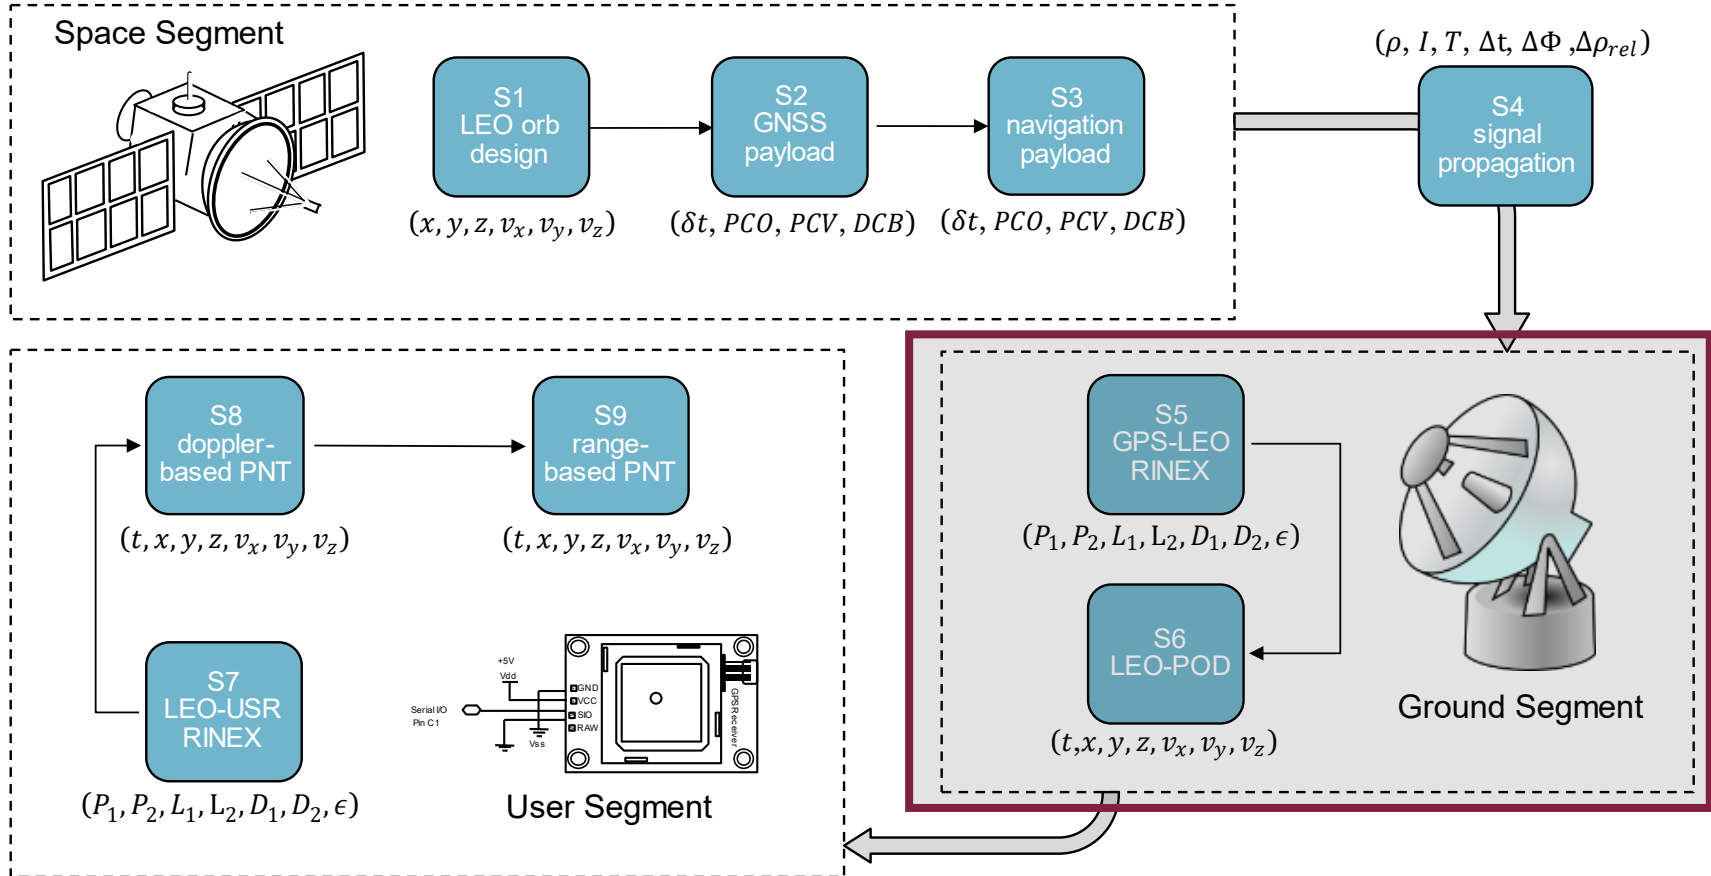 Space Segment
S1
LEO orb
design
(x, y, z, v_x, v_y, v_z)
S2
GNSS
payload
(δt, PCO, PCV, DCB)
S3
navigation
payload
(δt, PCO, PCV, DCB)
(ρ, I, T, Δt, ΔΦ ,Δρ_rel)
S4
signal
propagation
S5
GPS-LEO
RINEX
(P_1, P_2, L_1, L_2, D_1, D_2, ϵ)
S6
LEO-POD
(t,x, y, z, v_x, v_y, v_z)
Ground Segment
S8
doppler-
based PNT
(t, x, y, z, v_x, v_y, v_z)
S9
range-
based PNT
(t, x, y, z, v_x, v_y, v_z)
S7
LEO-USR
RINEX
(P_1, P_2, L_1, L_2, D_1, D_2, ϵ)
+5V
Vdd
Serial I/O
Pin C1
Vss
GND
VCC
SIO
RAW
GPS Receiver
User Segment